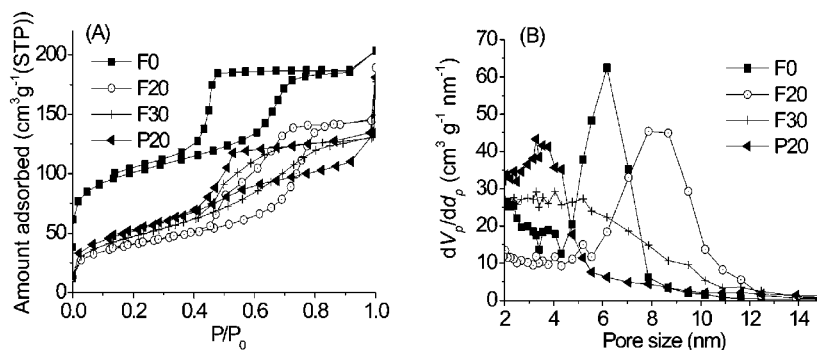 (A)
Amount adsorbed (cm³g⁻¹(STP))
200
150
100
50
0
F0
F20
F30
P20
0.0 0.2 0.4 0.6 0.8 1.0
P/P₀
(B)
dVₚ/ddₚ (cm³ g⁻¹ nm⁻¹)
70
60
50
40
30
20
10
0
F0
F20
F30
P20
2 4 6 8 10 12 14
Pore size (nm)